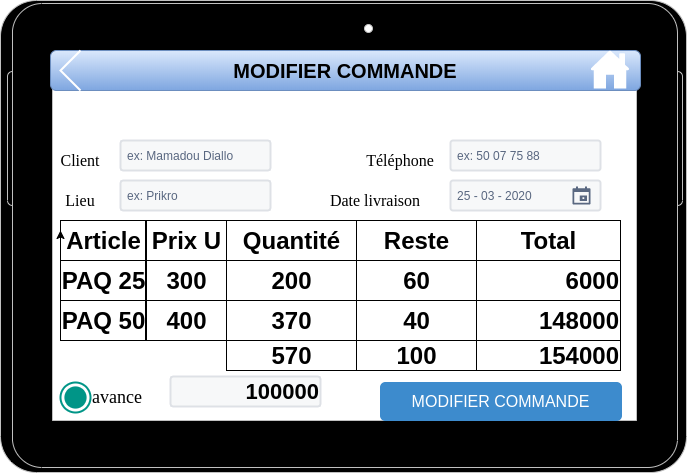 MODIFIER COMMANDE
Client ex: Mamadou Diallo Téléphone ex: 50 07 75 88
Lieu ex: Prikro Date livraison 25 - 03 - 2020
Article Prix U Quantité Reste Total
PAQ 25 300 200 60 6000
PAQ 50 400 370 40 148000
570 100 154000
avance 100000 MODIFIER COMMANDE